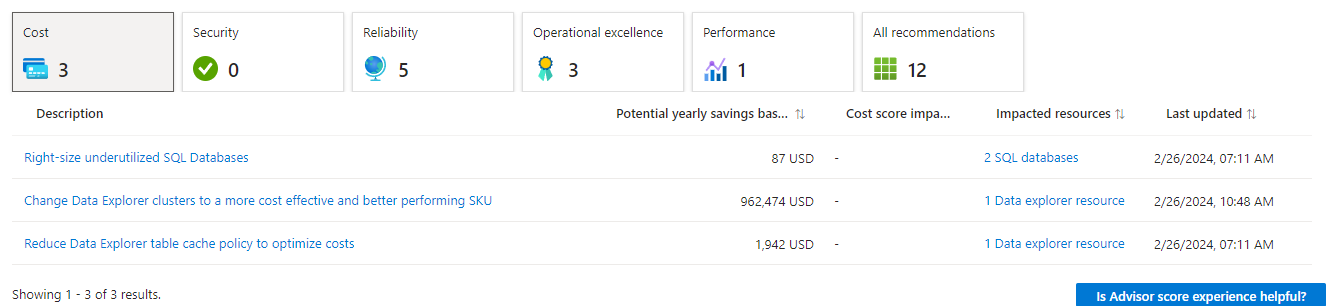 Cost
3
Security
0
Reliability
5
Operational excellence
3
Performance
1
All recommendations
12
Description Potential yearly savings bas... Cost score impa... Impacted resources Last updated
Right-size underutilized SQL Databases 87 USD - 2 SQL databases 2/26/2024, 07:11 AM
Change Data Explorer clusters to a more cost effective and better performing SKU 962,474 USD - 1 Data explorer resource 2/26/2024, 10:48 AM
Reduce Data Explorer table cache policy to optimize costs 1,942 USD - 1 Data explorer resource 2/26/2024, 07:11 AM
Showing 1 - 3 of 3 results.
Is Advisor score experience helpful?